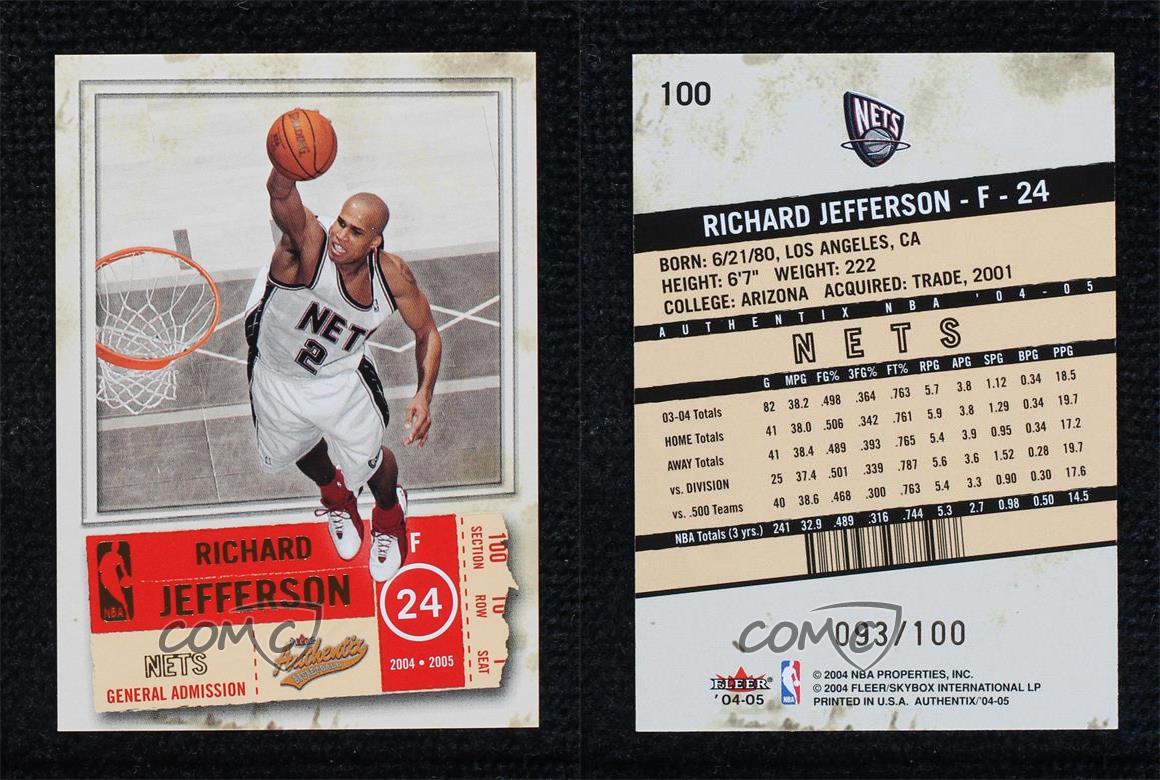 SPALDING
NETS
2
NBA
RICHARD
JEFFERSON
F
24
2004 • 2005
NETS
GENERAL ADMISSION
Fleer
Authentix
BASKETBALL
SECTION 100
ROW 10
SEAT 1
COMC
100
NETS
RICHARD JEFFERSON - F - 24
BORN: 6/21/80, LOS ANGELES, CA
HEIGHT: 6'7" WEIGHT: 222
COLLEGE: ARIZONA ACQUIRED: TRADE, 2001
AUTHENTIX NBA '04-05
NETS
G MPG FG% 3FG% FT% RPG APG SPG BPG PPG
03-04 Totals 82 38.2 .498 .364 .763 5.7 3.8 1.12 0.34 18.5
HOME Totals 41 38.0 .506 .342 .761 5.9 3.8 1.29 0.34 19.7
AWAY Totals 41 38.4 .489 .393 .765 5.4 3.9 0.95 0.34 17.2
vs. DIVISION 25 37.4 .501 .339 .787 5.6 3.6 1.52 0.28 19.7
vs. .500 Teams 40 38.6 .468 .300 .763 5.4 3.3 0.90 0.30 17.6
NBA Totals (3 yrs.) 241 32.9 .489 .316 .744 5.3 2.7 0.98 0.50 14.5
COMC
093/100
FLEER
'04-05
© 2004 NBA PROPERTIES, INC.
© 2004 FLEER/SKYBOX INTERNATIONAL LP
PRINTED IN U.S.A. AUTHENTIX/'04-05